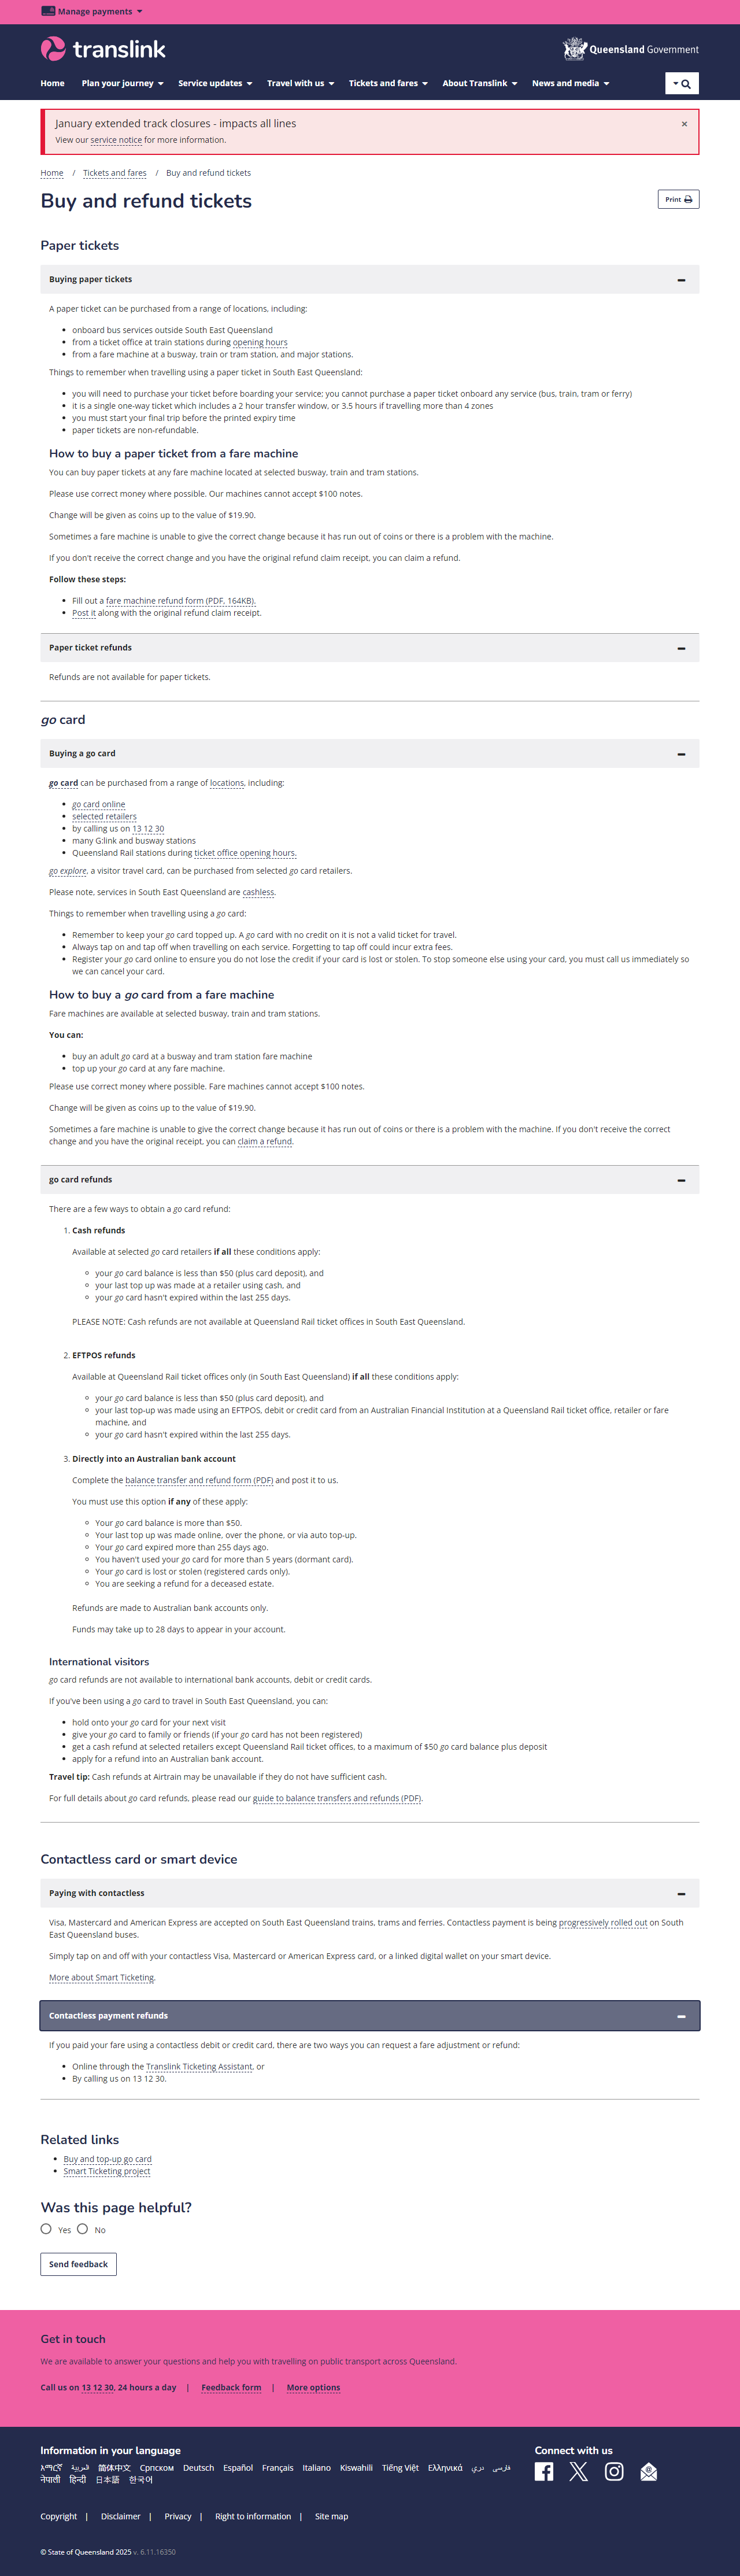 Manage payments
translink
Queensland Government
Home Plan your journey Service updates Travel with us Tickets and fares About Translink News and media
January extended track closures - impacts all lines ×
View our service notice for more information.
Home / Tickets and fares / Buy and refund tickets
Buy and refund tickets
Print
Paper tickets
Buying paper tickets
A paper ticket can be purchased from a range of locations, including:
• onboard bus services outside South East Queensland
• from a ticket office at train stations during opening hours
• from a fare machine at a busway, train or tram station, and major stations.
Things to remember when travelling using a paper ticket in South East Queensland:
• you will need to purchase your ticket before boarding your service; you cannot purchase a paper ticket onboard any service (bus, train, tram or ferry)
• it is a single one-way ticket which includes a 2 hour transfer window, or 3.5 hours if travelling more than 4 zones
• you must start your final trip before the printed expiry time
• paper tickets are non-refundable.
How to buy a paper ticket from a fare machine
You can buy paper tickets at any fare machine located at selected busway, train and tram stations.
Please use correct money where possible. Our machines cannot accept $100 notes.
Change will be given as coins up to the value of $19.90.
Sometimes a fare machine is unable to give the correct change because it has run out of coins or there is a problem with the machine.
If you don't receive the correct change and you have the original refund claim receipt, you can claim a refund.
Follow these steps:
• Fill out a fare machine refund form (PDF, 164KB).
• Post it along with the original refund claim receipt.
Paper ticket refunds
Refunds are not available for paper tickets.
go card
Buying a go card
go card can be purchased from a range of locations, including:
• go card online
• selected retailers
• by calling us on 13 12 30
• many G:link and busway stations
• Queensland Rail stations during ticket office opening hours.
go explore, a visitor travel card, can be purchased from selected go card retailers.
Please note, services in South East Queensland are cashless.
Things to remember when travelling using a go card:
• Remember to keep your go card topped up. A go card with no credit on it is not a valid ticket for travel.
• Always tap on and tap off when travelling on each service. Forgetting to tap off could incur extra fees.
• Register your go card online to ensure you do not lose the credit if your card is lost or stolen. To stop someone else using your card, you must call us immediately so
we can cancel your card.
How to buy a go card from a fare machine
Fare machines are available at selected busway, train and tram stations.
You can:
• buy an adult go card at a busway and tram station fare machine
• top up your go card at any fare machine.
Please use correct money where possible. Fare machines cannot accept $100 notes.
Change will be given as coins up to the value of $19.90.
Sometimes a fare machine is unable to give the correct change because it has run out of coins or there is a problem with the machine. If you don't receive the correct
change and you have the original receipt, you can claim a refund.
go card refunds
There are a few ways to obtain a go card refund:
1. Cash refunds
Available at selected go card retailers if all these conditions apply:
your go card balance is less than $50 (plus card deposit), and
your last top up was made at a retailer using cash, and
your go card hasn't expired within the last 255 days.
PLEASE NOTE: Cash refunds are not available at Queensland Rail ticket offices in South East Queensland.
2. EFTPOS refunds
Available at Queensland Rail ticket offices only (in South East Queensland) if all these conditions apply:
your go card balance is less than $50 (plus card deposit), and
your last top-up was made using an EFTPOS, debit or credit card from an Australian Financial Institution at a Queensland Rail ticket office, retailer or fare
machine, and
your go card hasn't expired within the last 255 days.
3. Directly into an Australian bank account
Complete the balance transfer and refund form (PDF) and post it to us.
You must use this option if any of these apply:
Your go card balance is more than $50.
Your last top up was made online, over the phone, or via auto top-up.
Your go card expired more than 255 days ago.
You haven't used your go card for more than 5 years (dormant card).
Your go card is lost or stolen (registered cards only).
You are seeking a refund for a deceased estate.
Refunds are made to Australian bank accounts only.
Funds may take up to 28 days to appear in your account.
International visitors
go card refunds are not available to international bank accounts, debit or credit cards.
If you've been using a go card to travel in South East Queensland, you can:
• hold onto your go card for your next visit
• give your go card to family or friends (if your go card has not been registered)
• get a cash refund at selected retailers except Queensland Rail ticket offices, to a maximum of $50 go card balance plus deposit
• apply for a refund into an Australian bank account.
Travel tip: Cash refunds at Airtrain may be unavailable if they do not have sufficient cash.
For full details about go card refunds, please read our guide to balance transfers and refunds (PDF).
Contactless card or smart device
Paying with contactless
Visa, Mastercard and American Express are accepted on South East Queensland trains, trams and ferries. Contactless payment is being progressively rolled out on South
East Queensland buses.
Simply tap on and off with your contactless Visa, Mastercard or American Express card, or a linked digital wallet on your smart device.
More about Smart Ticketing.
Contactless payment refunds
If you paid your fare using a contactless debit or credit card, there are two ways you can request a fare adjustment or refund:
• Online through the Translink Ticketing Assistant, or
• By calling us on 13 12 30.
Related links
• Buy and top-up go card
• Smart Ticketing project
Was this page helpful?
Yes No
Send feedback
Get in touch
We are available to answer your questions and help you with travelling on public transport across Queensland.
Call us on 13 12 30, 24 hours a day | Feedback form | More options
Information in your language
አማርኛ العربية 简体中文 Српском Deutsch Español Français Italiano Kiswahili Tiếng Việt Ελληνικά دری فارسی
नेपाली हिन्दी 日本語 한국어
Connect with us
Copyright | Disclaimer | Privacy | Right to information | Site map
© State of Queensland 2025 v. 6.11.16350